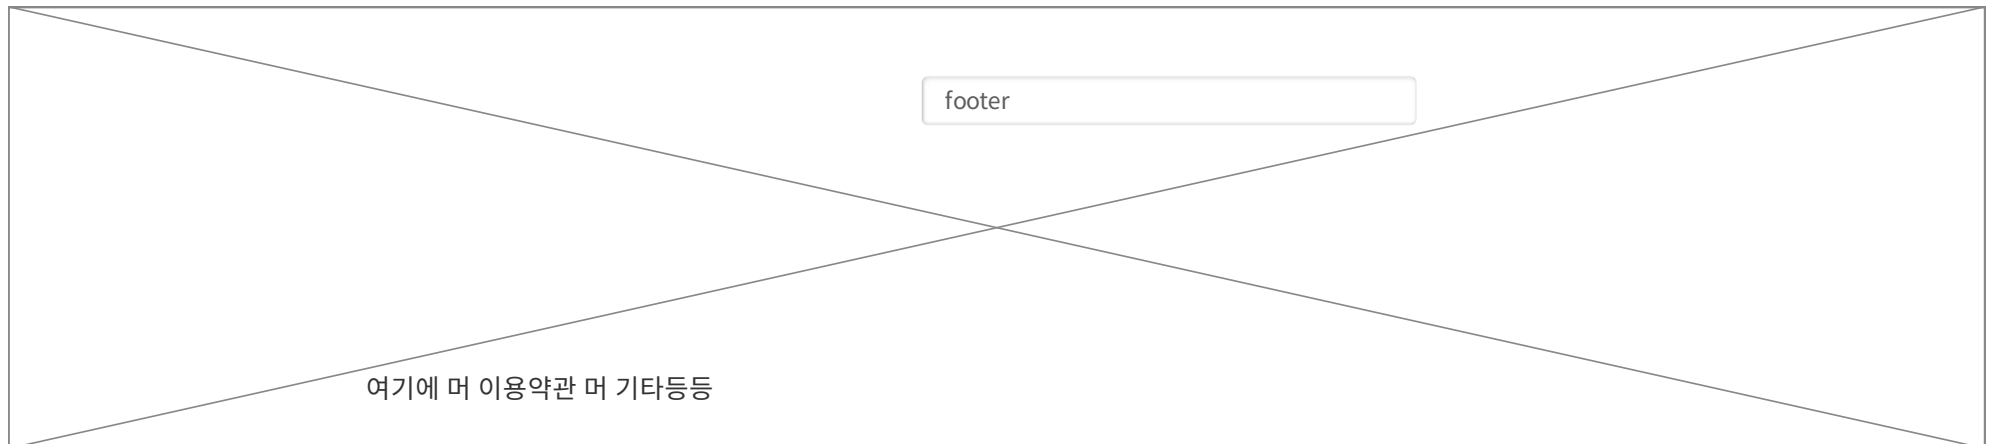 footer
여기에 머 이용약관 머 기타등등